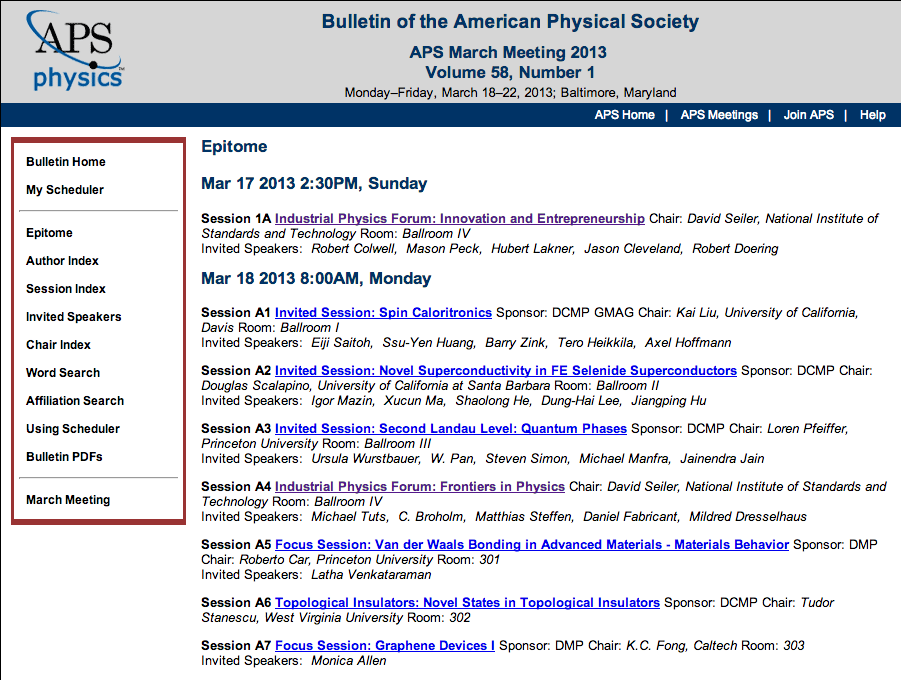 APS
physics™
Bulletin of the American Physical Society
APS March Meeting 2013
Volume 58, Number 1
Monday–Friday, March 18–22, 2013; Baltimore, Maryland
APS Home | APS Meetings | Join APS | Help
Bulletin Home
My Scheduler
Epitome
Author Index
Session Index
Invited Speakers
Chair Index
Word Search
Affiliation Search
Using Scheduler
Bulletin PDFs
March Meeting
Epitome
Mar 17 2013 2:30PM, Sunday
Session 1A Industrial Physics Forum: Innovation and Entrepreneurship Chair: David Seiler, National Institute of
Standards and Technology Room: Ballroom IV
Invited Speakers: Robert Colwell, Mason Peck, Hubert Lakner, Jason Cleveland, Robert Doering
Mar 18 2013 8:00AM, Monday
Session A1 Invited Session: Spin Caloritronics Sponsor: DCMP GMAG Chair: Kai Liu, University of California,
Davis Room: Ballroom I
Invited Speakers: Eiji Saitoh, Ssu-Yen Huang, Barry Zink, Tero Heikkila, Axel Hoffmann
Session A2 Invited Session: Novel Superconductivity in FE Selenide Superconductors Sponsor: DCMP Chair:
Douglas Scalapino, University of California at Santa Barbara Room: Ballroom II
Invited Speakers: Igor Mazin, Xucun Ma, Shaolong He, Dung-Hai Lee, Jiangping Hu
Session A3 Invited Session: Second Landau Level: Quantum Phases Sponsor: DCMP Chair: Loren Pfeiffer,
Princeton University Room: Ballroom III
Invited Speakers: Ursula Wurstbauer, W. Pan, Steven Simon, Michael Manfra, Jainendra Jain
Session A4 Industrial Physics Forum: Frontiers in Physics Chair: David Seiler, National Institute of Standards and
Technology Room: Ballroom IV
Invited Speakers: Michael Tuts, C. Broholm, Matthias Steffen, Daniel Fabricant, Mildred Dresselhaus
Session A5 Focus Session: Van der Waals Bonding in Advanced Materials - Materials Behavior Sponsor: DMP
Chair: Roberto Car, Princeton University Room: 301
Invited Speakers: Latha Venkataraman
Session A6 Topological Insulators: Novel States in Topological Insulators Sponsor: DCMP Chair: Tudor
Stanescu, West Virginia University Room: 302
Session A7 Focus Session: Graphene Devices I Sponsor: DMP Chair: K.C. Fong, Caltech Room: 303
Invited Speakers: Monica Allen